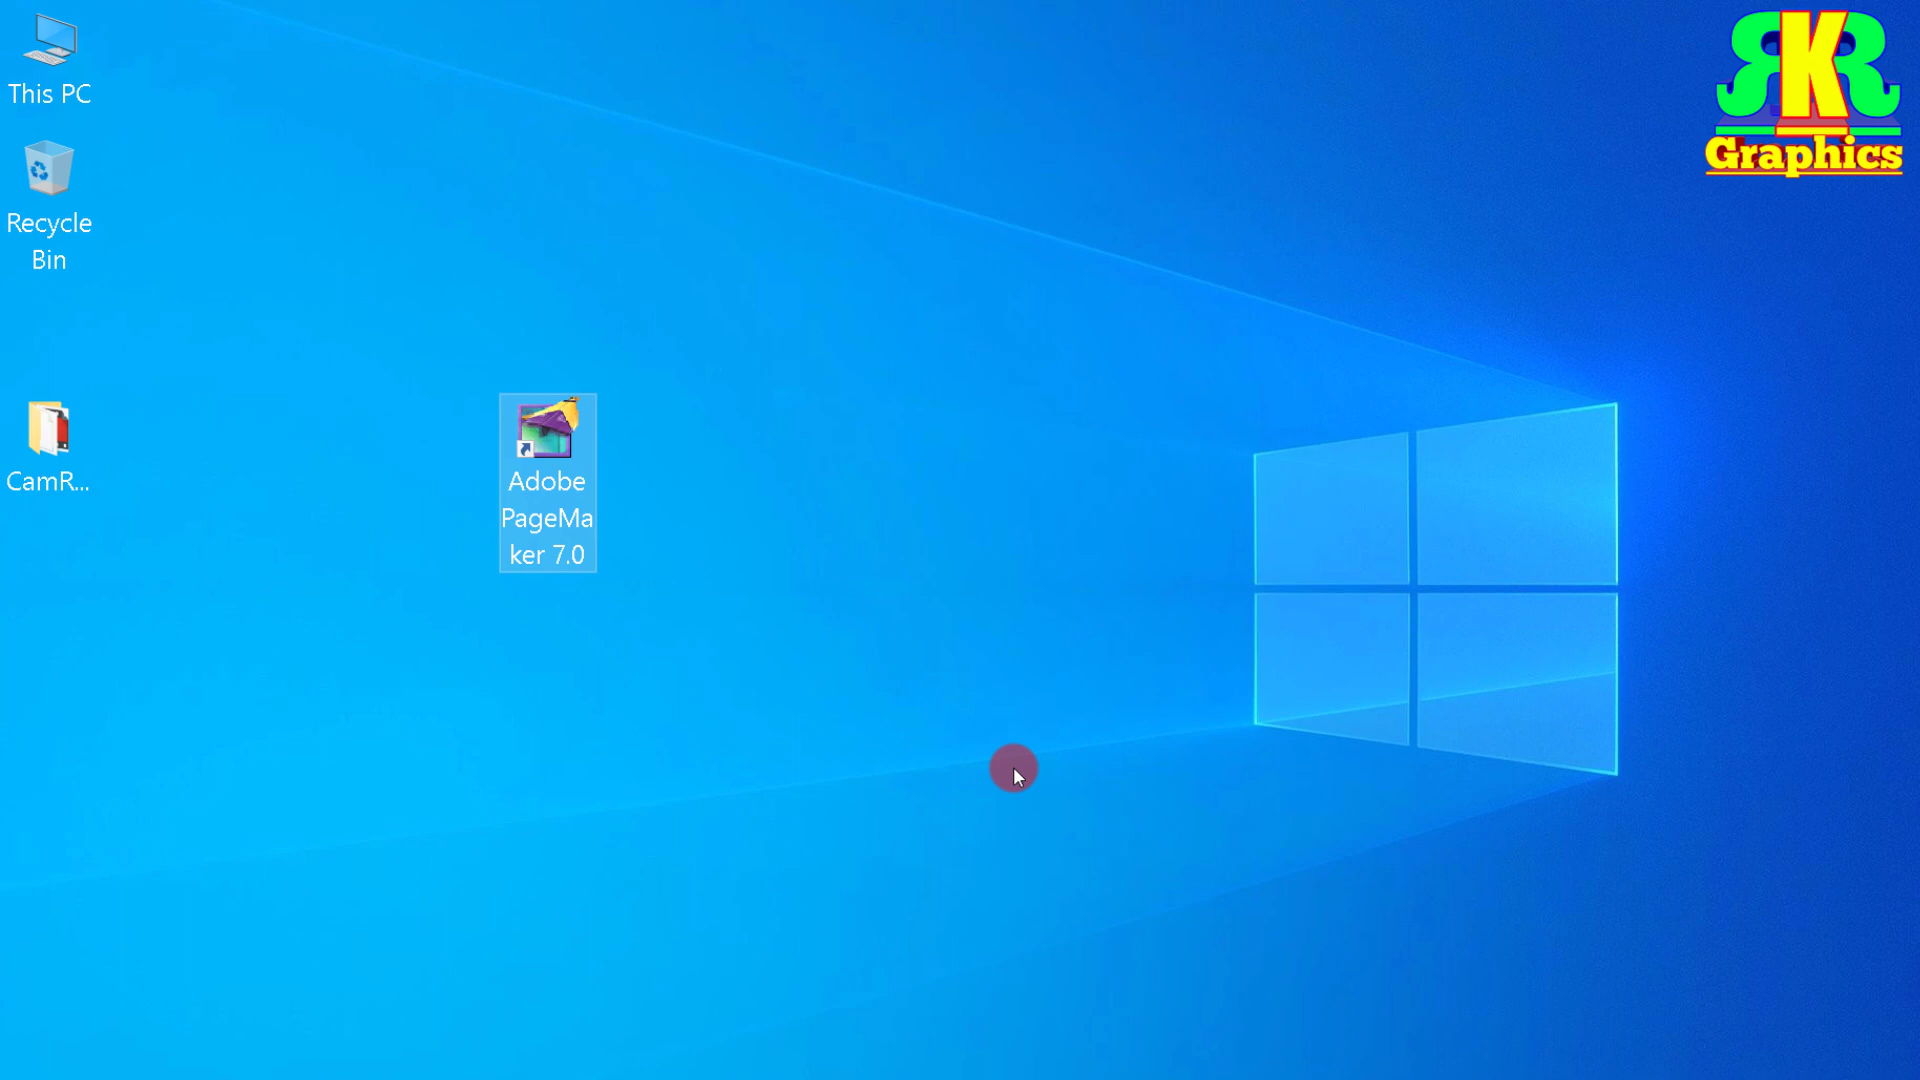 This PC
Recycle
Bin
CamR...
Adobe
PageMa
ker 7.0
RKR
Graphics